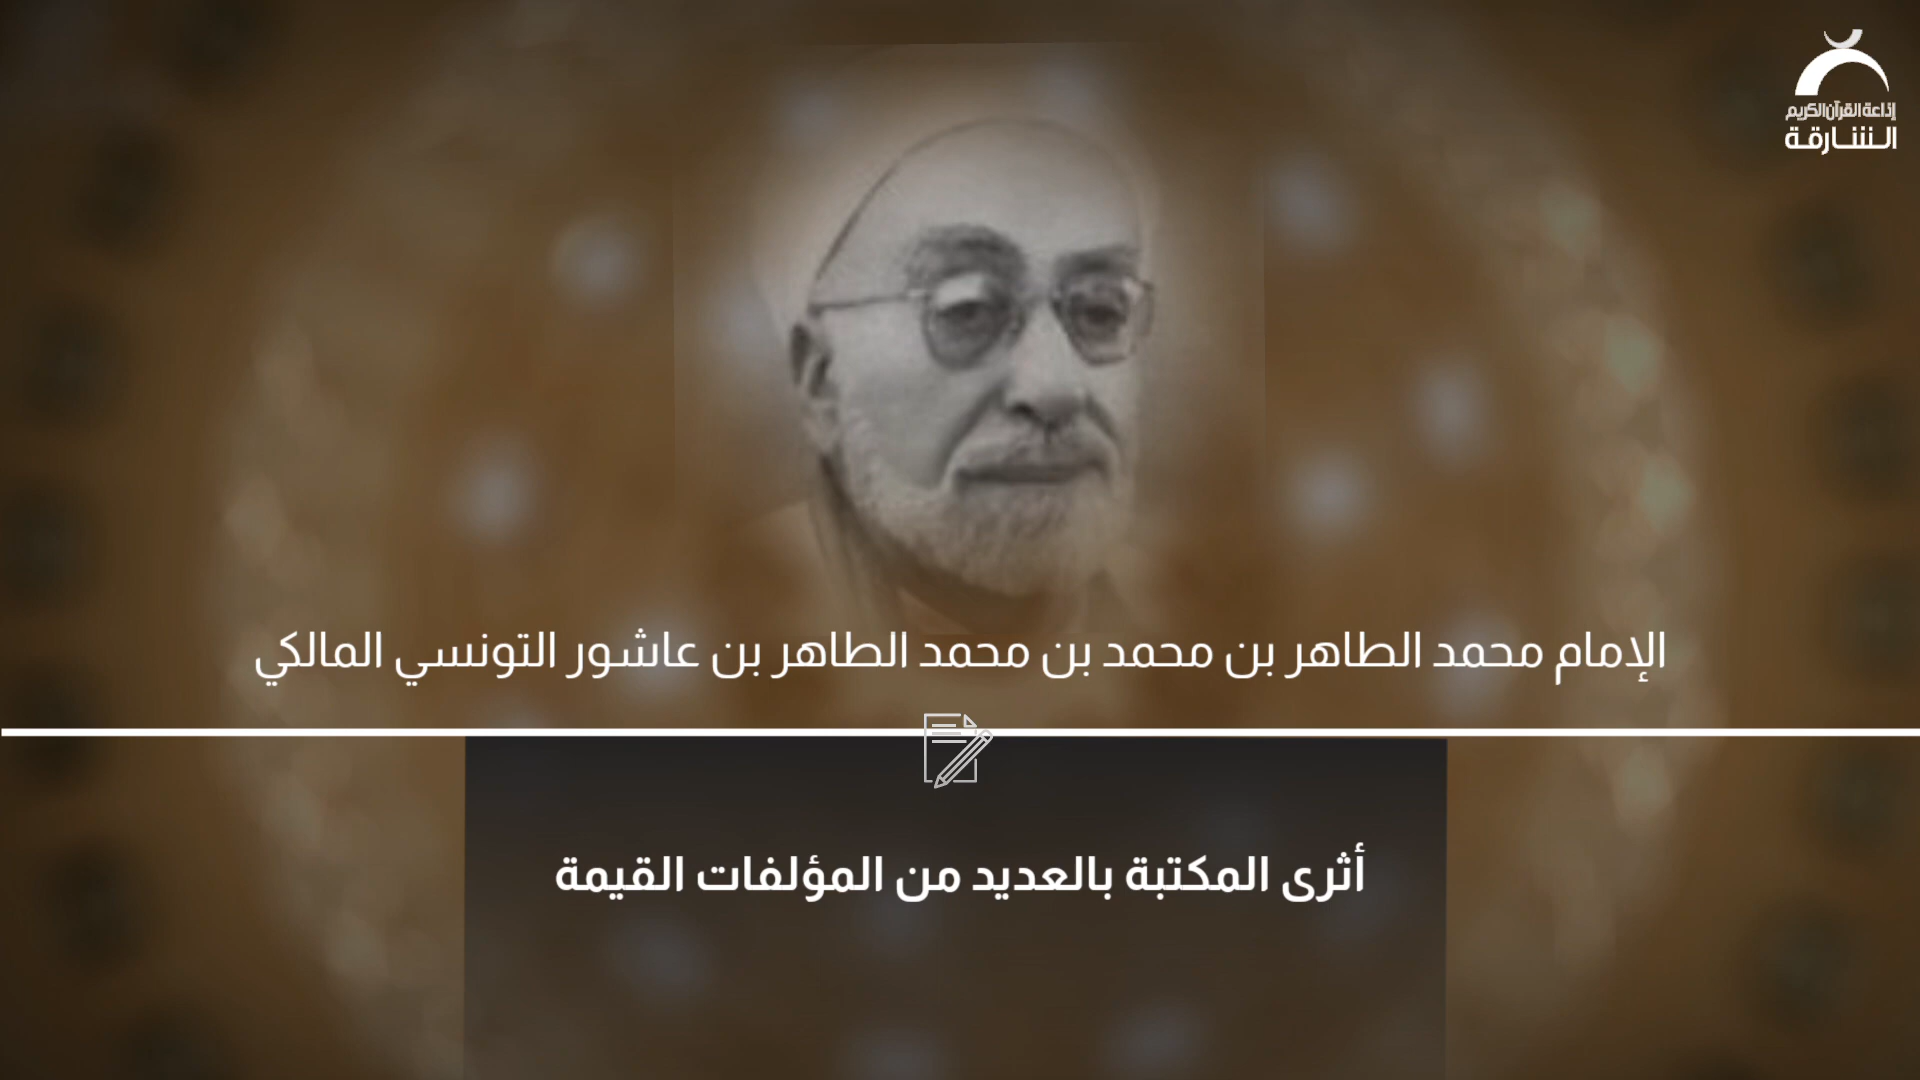 إذاعة القرآن الكريم
الشارقة
الإمام محمد الطاهر بن محمد بن محمد الطاهر بن عاشور التونسي المالكي
أثرى المكتبة بالعديد من المؤلفات القيمة